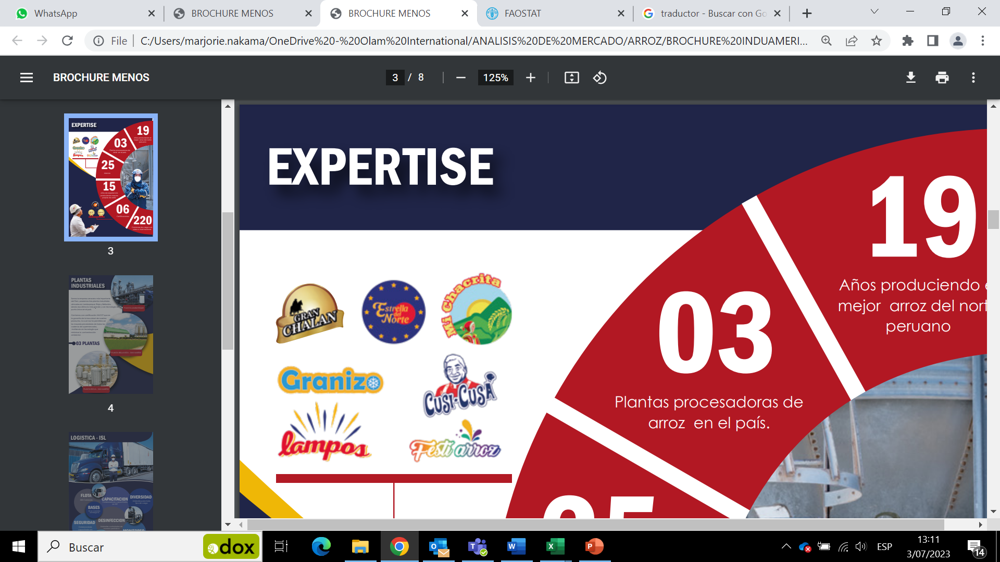 WhatsApp
BROCHURE MENOS
BROCHURE MENOS
FAOSTAT
traductor - Buscar con Go
File
C:/Users/marjorie.nakama/OneDrive%20-%20Olam%20International/ANALISIS%20DE%20MERCADO/ARROZ/BROCHURE%20INDUAMERI...
BROCHURE MENOS
3 / 8
125%
EXPERTISE
19
03
25
15
06
220
3
PLANTAS
INDUSTRIALES
03 PLANTAS
4
LOGISTICA - ISL
FLOTA
CAPACITACION
DIVERSIDAD
BASES
SEGURIDAD
DESINFECCION
MONITOREO
EXPERTISE
GRAN
CHALAN
Estrella
del
Norte
Mi Chacrita
Granizo
CUSI-CUSA
lampos
Festi arroz
19
Años produciendo e
mejor arroz del nort
peruano
03
Plantas procesadoras de
arroz en el país.
25
Buscar
dox
ESP
13:11
3/07/2023
14